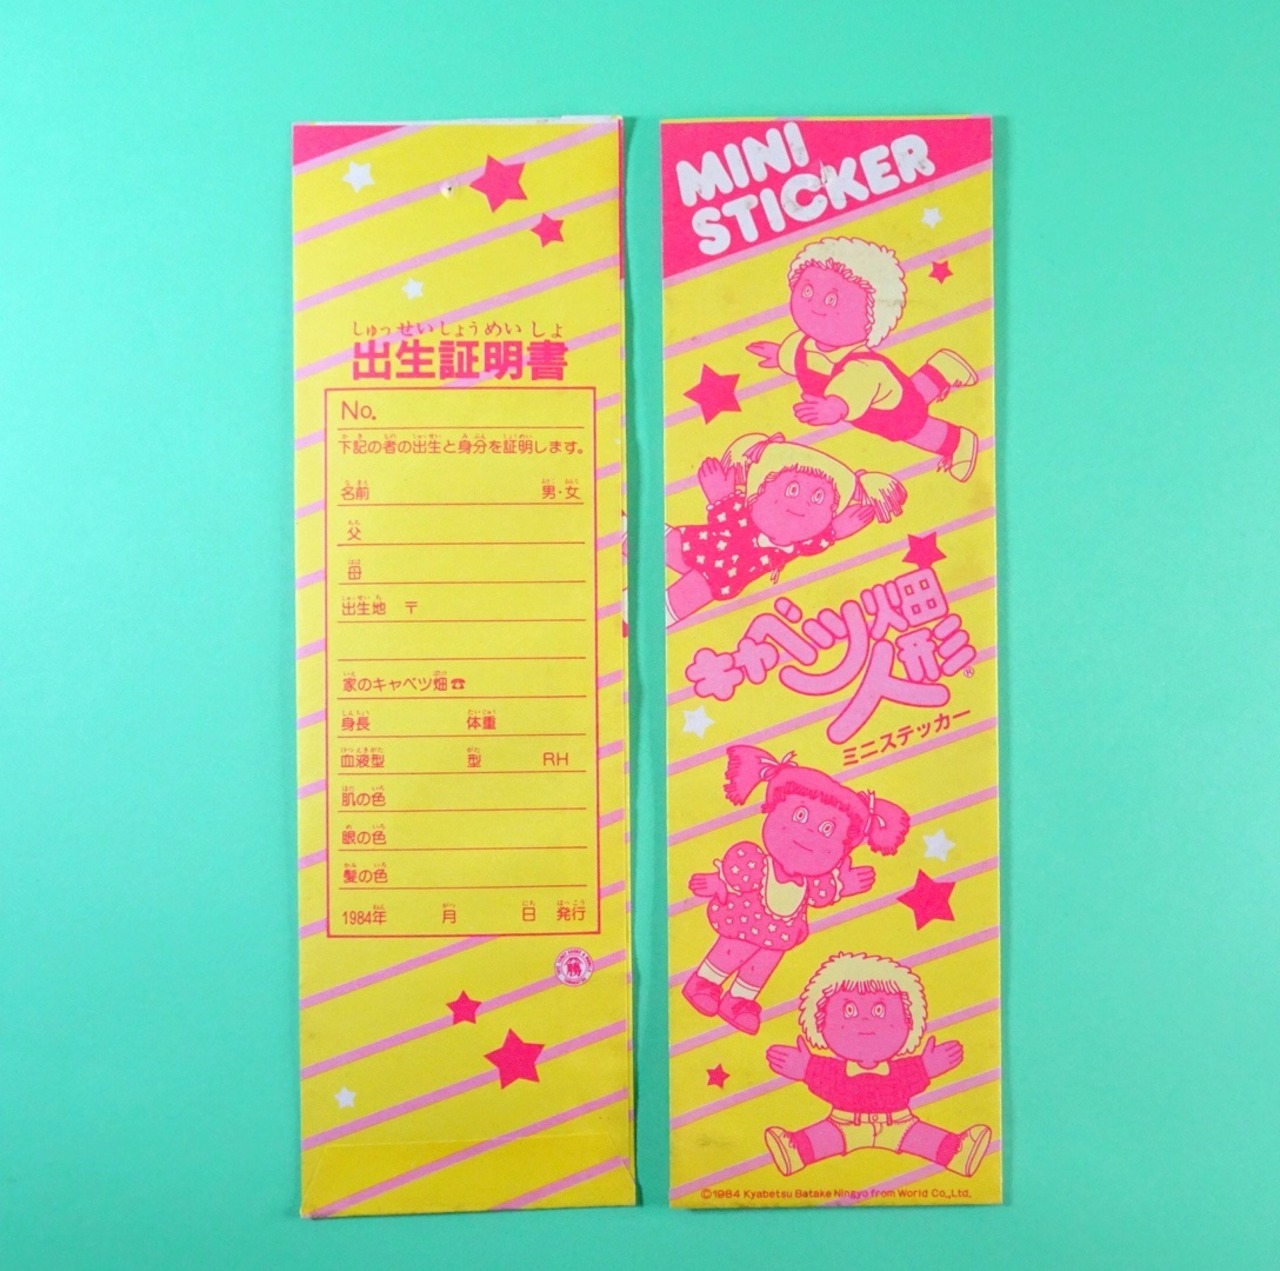 しゅっせいしょうめいしょ
出生証明書
No.
下記の者の出生と身分を証明します。
名前 男・女
父
母
出生地 〒
家のキャベツ畑☎
身長 体重
血液型 型 RH
肌の色
眼の色
髪の色
1984年 月 日 発行
MINI
STICKER
キャベツ畑
人形®
ミニステッカー
©1984 Kyabetsu Batake Ningyo from World Co.,Ltd.